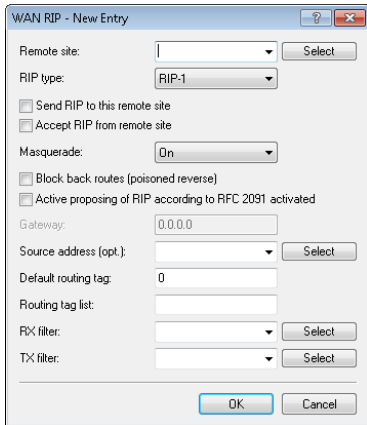 WAN RIP - New Entry
Remote site: Select
RIP type: RIP-1
Send RIP to this remote site
Accept RIP from remote site
Masquerade: On
Block back routes (poisoned reverse)
Active proposing of RIP according to RFC 2091 activated
Gateway: 0.0.0.0
Source address (opt.): Select
Default routing tag: 0
Routing tag list:
RX filter: Select
TX filter: Select
OK Cancel